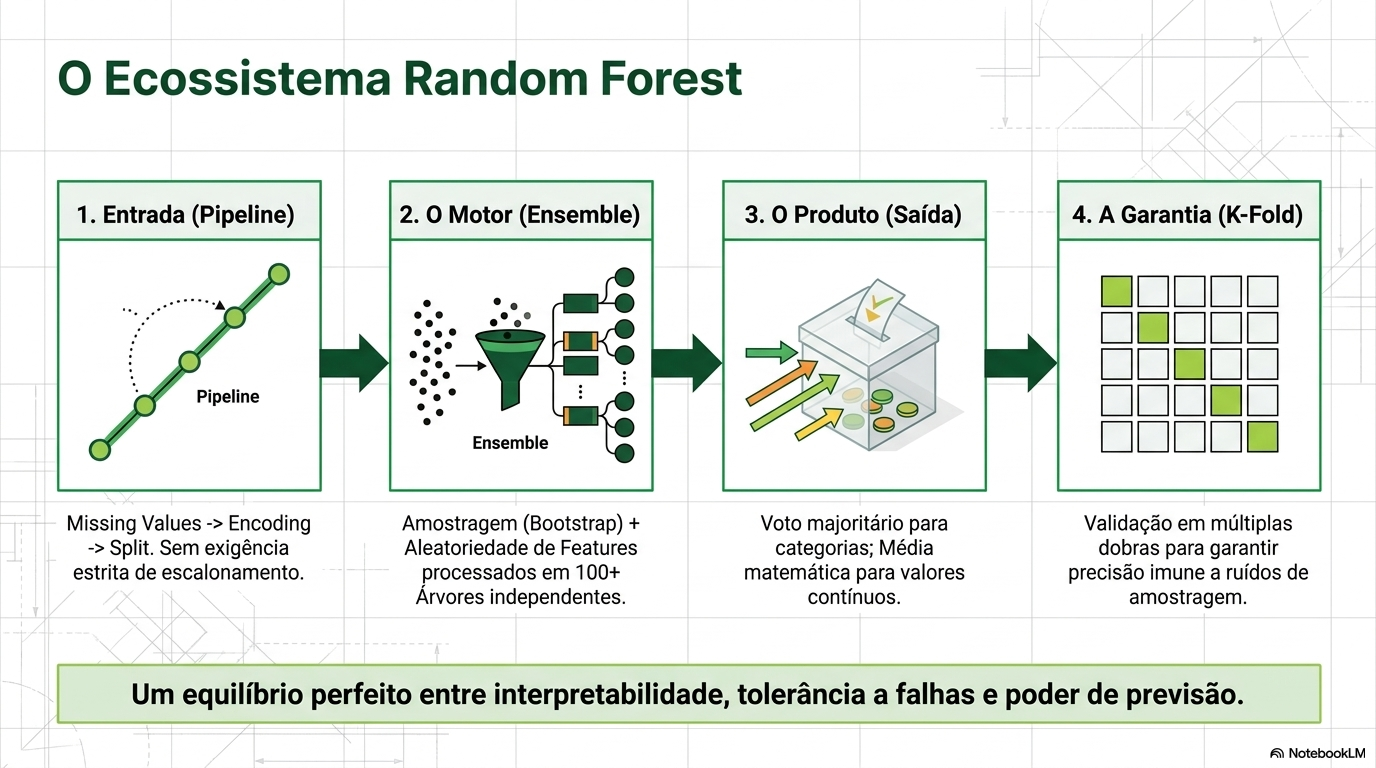 O Ecossistema Random Forest
1. Entrada (Pipeline)
Pipeline
Missing Values -> Encoding
-> Split. Sem exigência
estrita de escalonamento.
2. O Motor (Ensemble)
Ensemble
Amostragem (Bootstrap) +
Aleatoriedade de Features
processados em 100+
Árvores independentes.
3. O Produto (Saída)
Voto majoritário para
categorias; Média
matemática para valores
contínuos.
4. A Garantia (K-Fold)
Validação em múltiplas
dobras para garantir
precisão imune a ruídos de
amostragem.
Um equilíbrio perfeito entre interpretabilidade, tolerância a falhas e poder de previsão.
NotebookLM